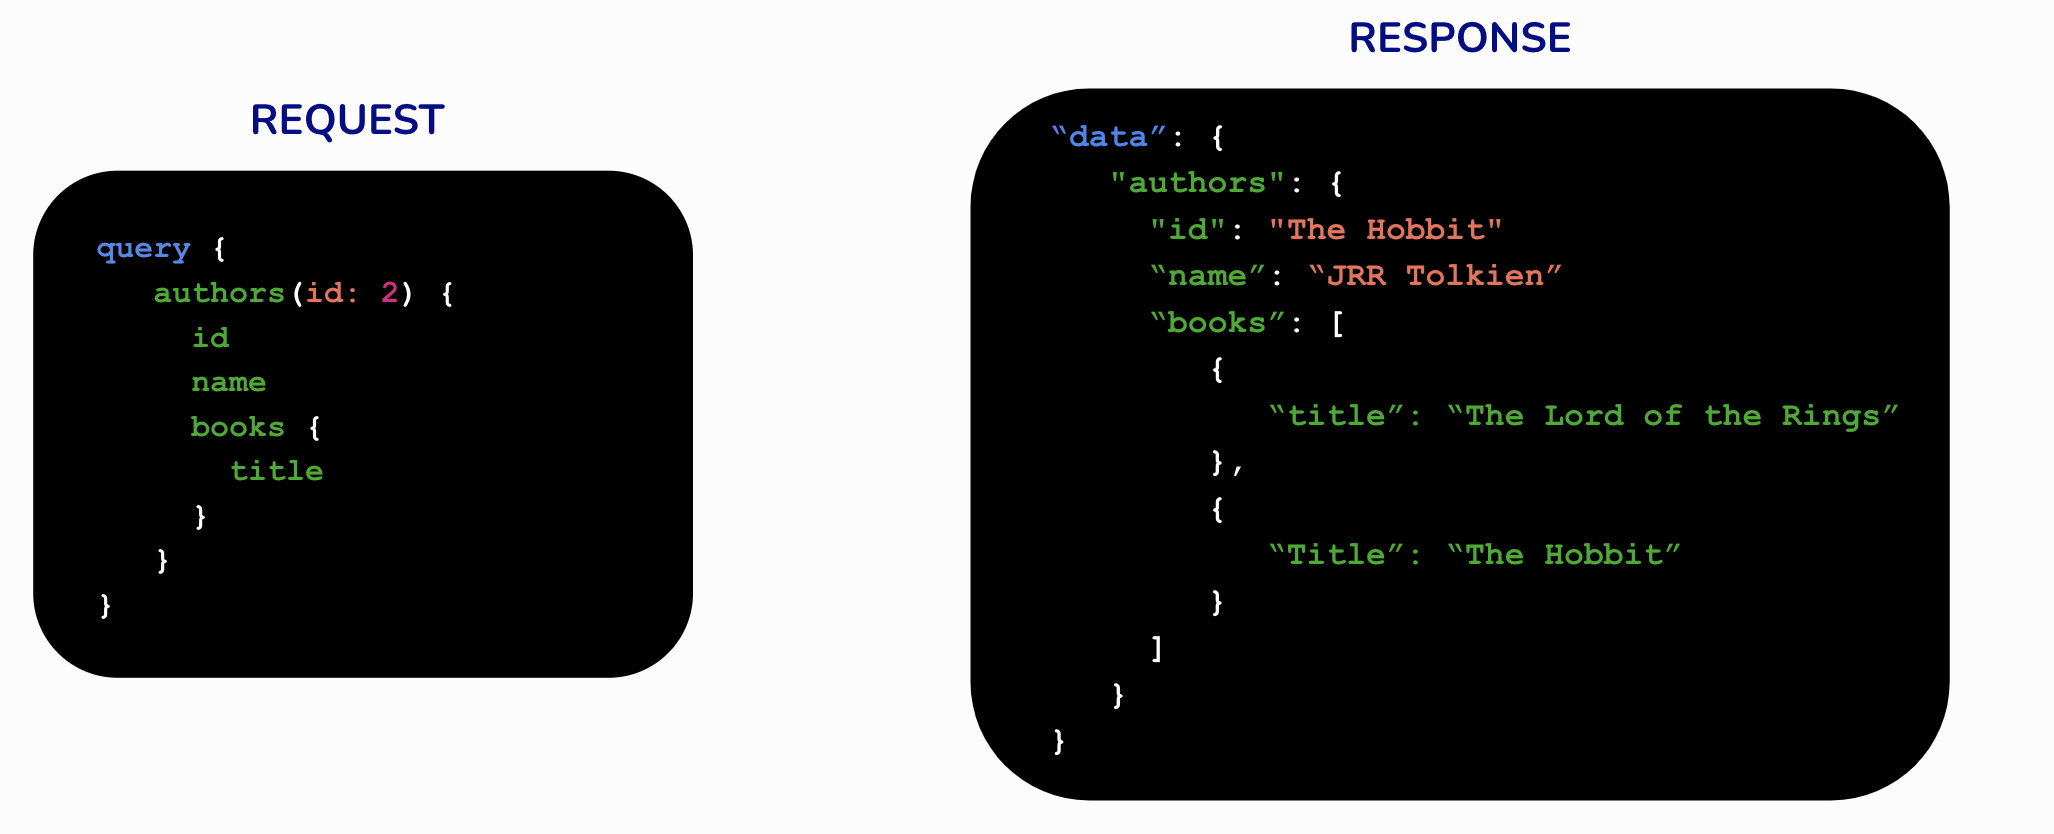 REQUEST
query {
authors(id: 2) {
id
name
books {
title
}
}
}
RESPONSE
“data”: {
"authors": {
"id": "The Hobbit"
“name”: “JRR Tolkien”
“books”: [
{
“title”: “The Lord of the Rings”
},
{
“Title”: “The Hobbit”
}
]
}
}